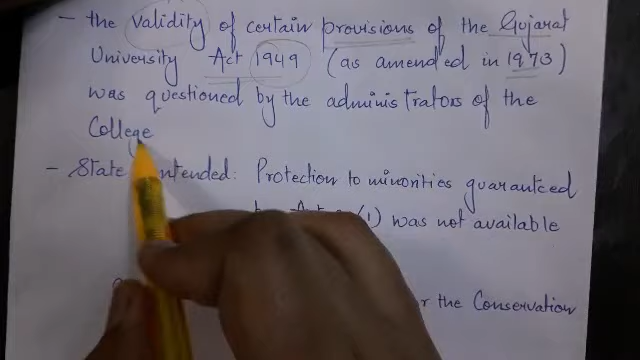 - the validity of certain provisions of the Gujarat
University Act 1949 (as amended in 1973)
was questioned by the administrators of the
College
- State intended: Protection to minorities guaranteed
(1) was not available
the Conservation